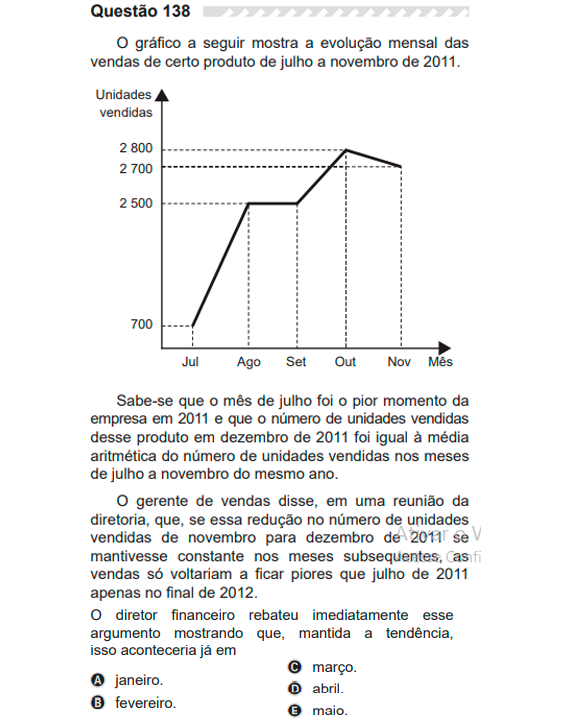 Questão 138
O gráfico a seguir mostra a evolução mensal das
vendas de certo produto de julho a novembro de 2011.
Unidades
vendidas
2 800
2 700
2 500
700
Jul Ago Set Out Nov Mês
Sabe-se que o mês de julho foi o pior momento da
empresa em 2011 e que o número de unidades vendidas
desse produto em dezembro de 2011 foi igual à média
aritmética do número de unidades vendidas nos meses
de julho a novembro do mesmo ano.
O gerente de vendas disse, em uma reunião da
diretoria, que, se essa redução no número de unidades
vendidas de novembro para dezembro de 2011 se
mantivesse constante nos meses subsequentes, as
vendas só voltariam a ficar piores que julho de 2011
apenas no final de 2012.
O diretor financeiro rebateu imediatamente esse
argumento mostrando que, mantida a tendência,
isso aconteceria já em
A janeiro.
B fevereiro.
C março.
D abril.
E maio.